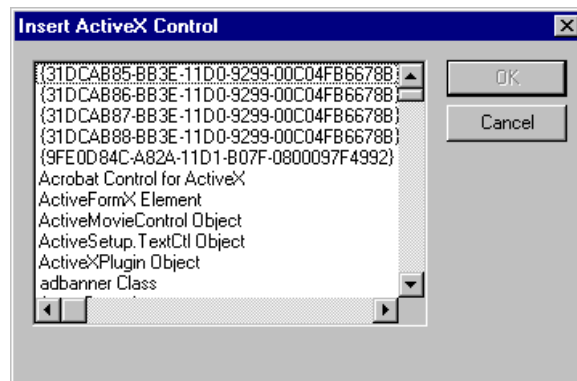 Insert ActiveX Control
{31DCAB85-BB3E-11D0-9299-00C04FB6678B}
{31DCAB86-BB3E-11D0-9299-00C04FB6678B}
{31DCAB87-BB3E-11D0-9299-00C04FB6678B}
{31DCAB88-BB3E-11D0-9299-00C04FB6678B}
{9FE0D84C-A82A-11D1-B07F-0800097F4992}
Acrobat Control for ActiveX
ActiveFormX Element
ActiveMovieControl Object
ActiveSetup.TextCtl Object
ActiveXPlugin Object
adbanner Class
OK
Cancel